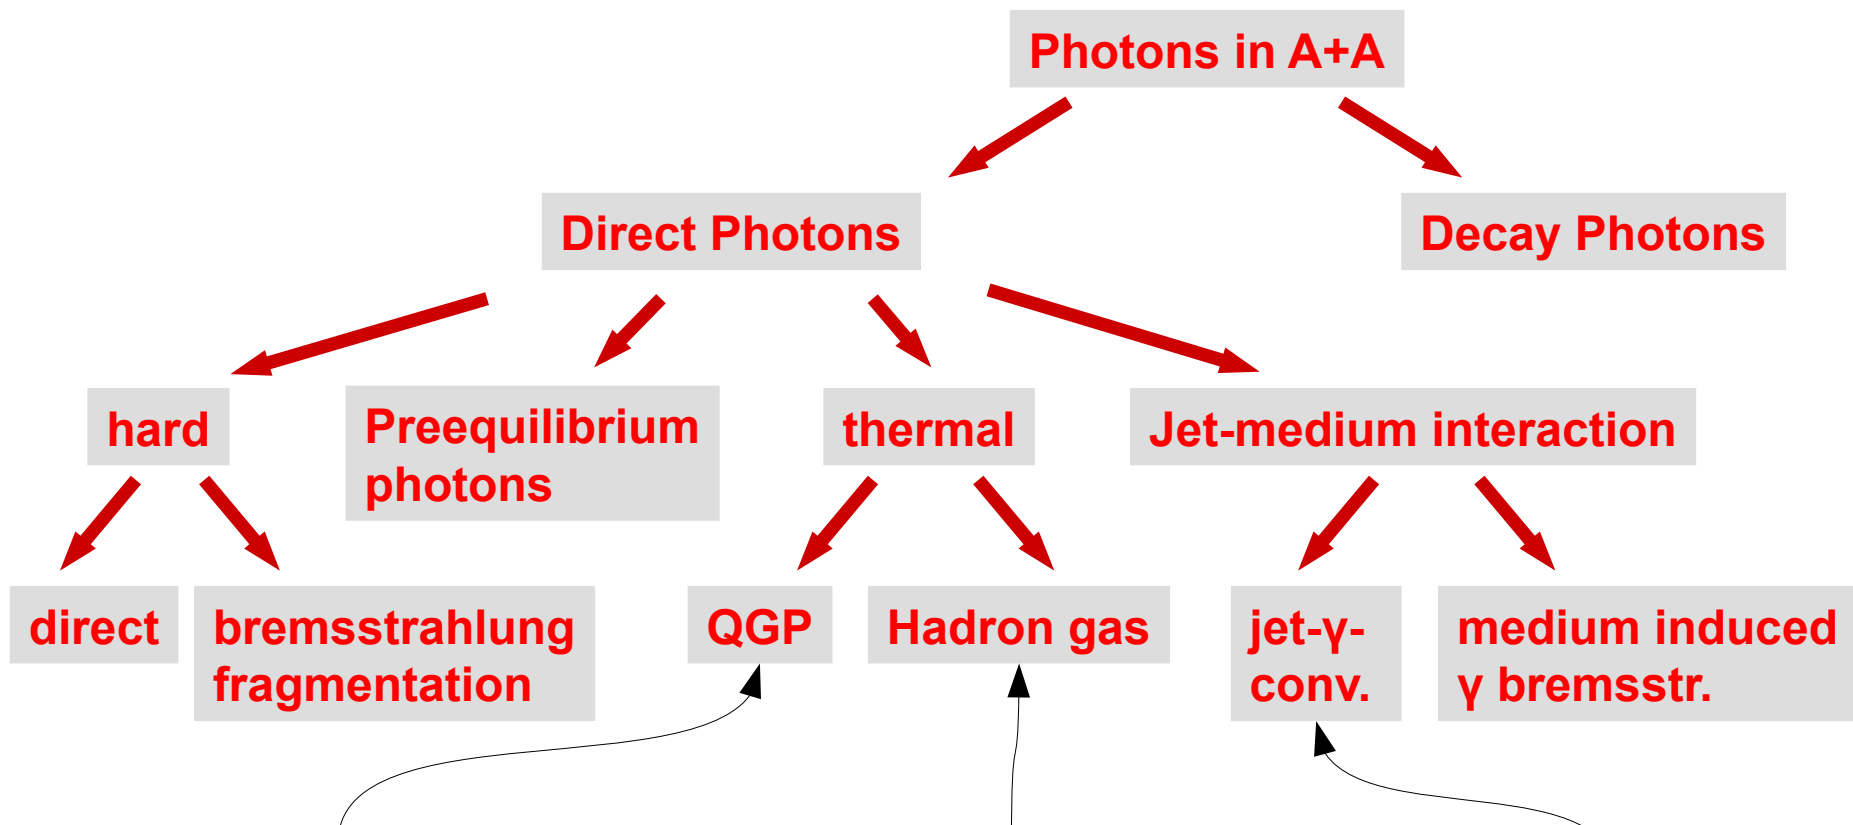 Photons in A+A
Direct Photons
Decay Photons
hard
Preequilibrium
photons
thermal
Jet-medium interaction
direct
bremsstrahlung
fragmentation
QGP
Hadron gas
jet-γ-
conv.
medium induced
γ bremsstr.